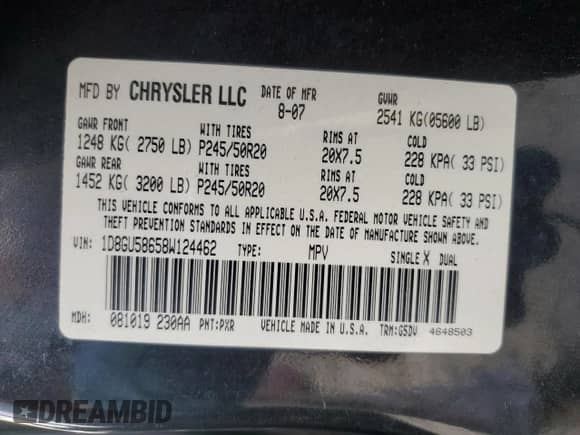 MFD BY CHRYSLER LLC DATE OF MFR 8-07 GVWR 2541 KG(05600 LB)
GAWR FRONT WITH TIRES RIMS AT COLD
1248 KG( 2750 LB) P245/50R20 20X7.5 228 KPA( 33 PSI)
GAWR REAR WITH TIRES RIMS AT COLD
1452 KG( 3200 LB) P245/50R20 20X7.5 228 KPA( 33 PSI)
THIS VEHICLE CONFORMS TO ALL APPLICABLE U.S.A. FEDERAL MOTOR VEHICLE SAFETY AND
THEFT PREVENTION STANDARDS IN EFFECT ON THE DATE OF MANUFACTURE SHOWN ABOVE.
VIN: 1D8GU58658W124462 TYPE: MPV SINGLE X DUAL
MDH: 081019 230AA PNT:PXR VEHICLE MADE IN U.S.A. TRM:GSDV 4648503
DREAMBID